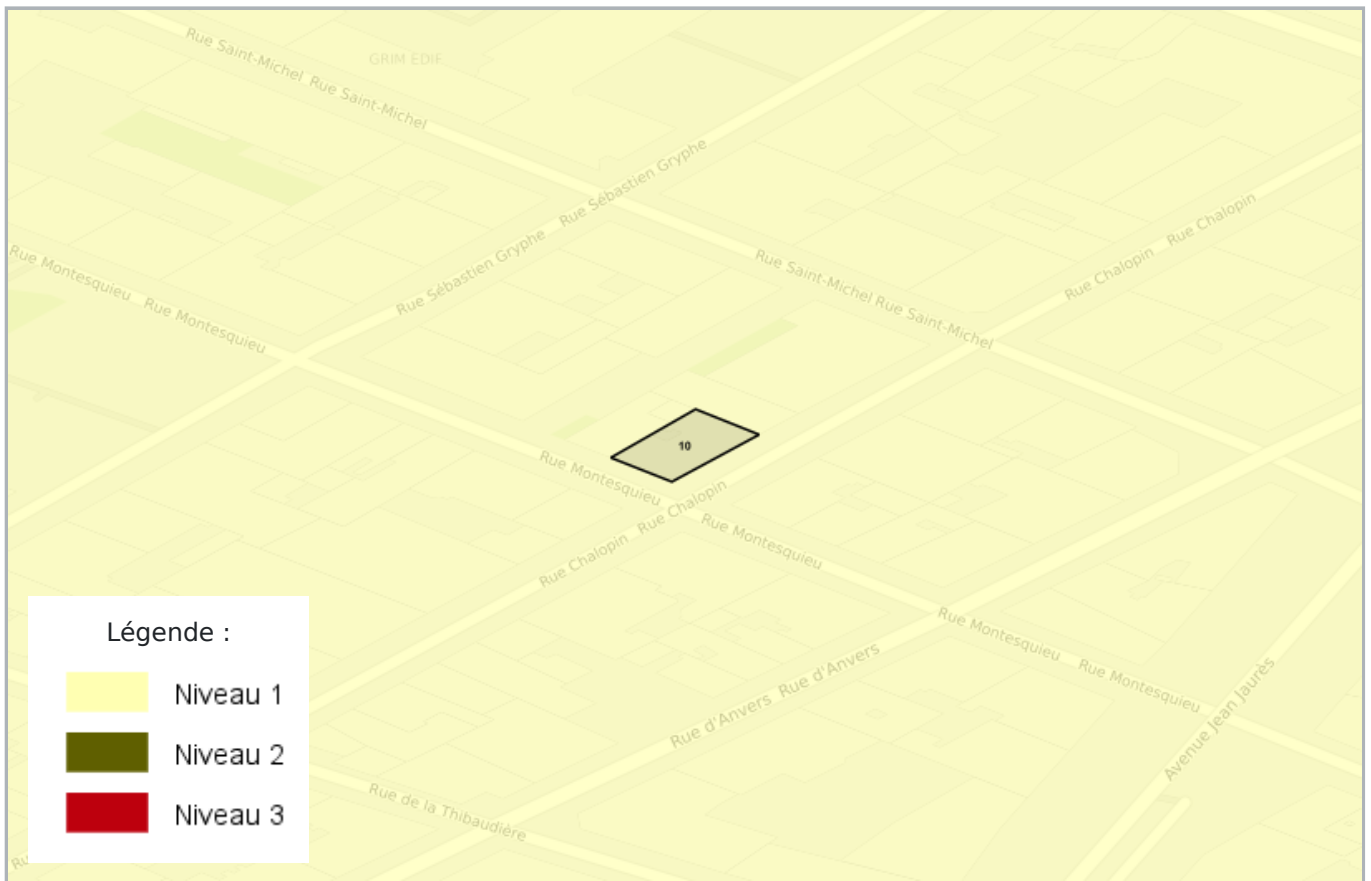 Rue Saint-Michel Rue Saint-Michel
GRIM EDIF
Rue Sébastien Gryphe Rue Sébastien Gryphe
Rue Chalopin Rue Chalopin
Rue Montesquieu Rue Montesquieu
Rue Saint-Michel Rue Saint-Michel
10
Rue Montesquieu
Rue Chalopin Rue Chalopin
Rue Montesquieu
Rue Montesquieu Rue Montesquieu
Rue d'Anvers Rue d'Anvers
Avenue Jean Jaurès
Rue de la Thibaudière
Légende :
Niveau 1
Niveau 2
Niveau 3